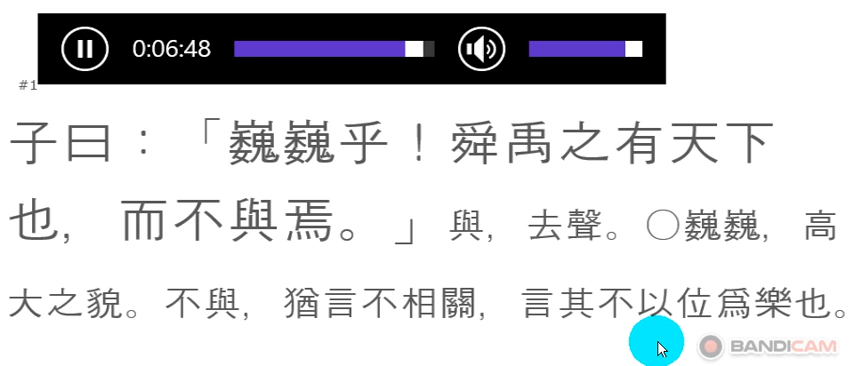 0:06:48
#1
子曰：「巍巍乎！舜禹之有天下
也，而不與焉。」與，去聲。○巍巍，高
大之貌。不與，猶言不相關，言其不以位爲樂也。
BANDICAM